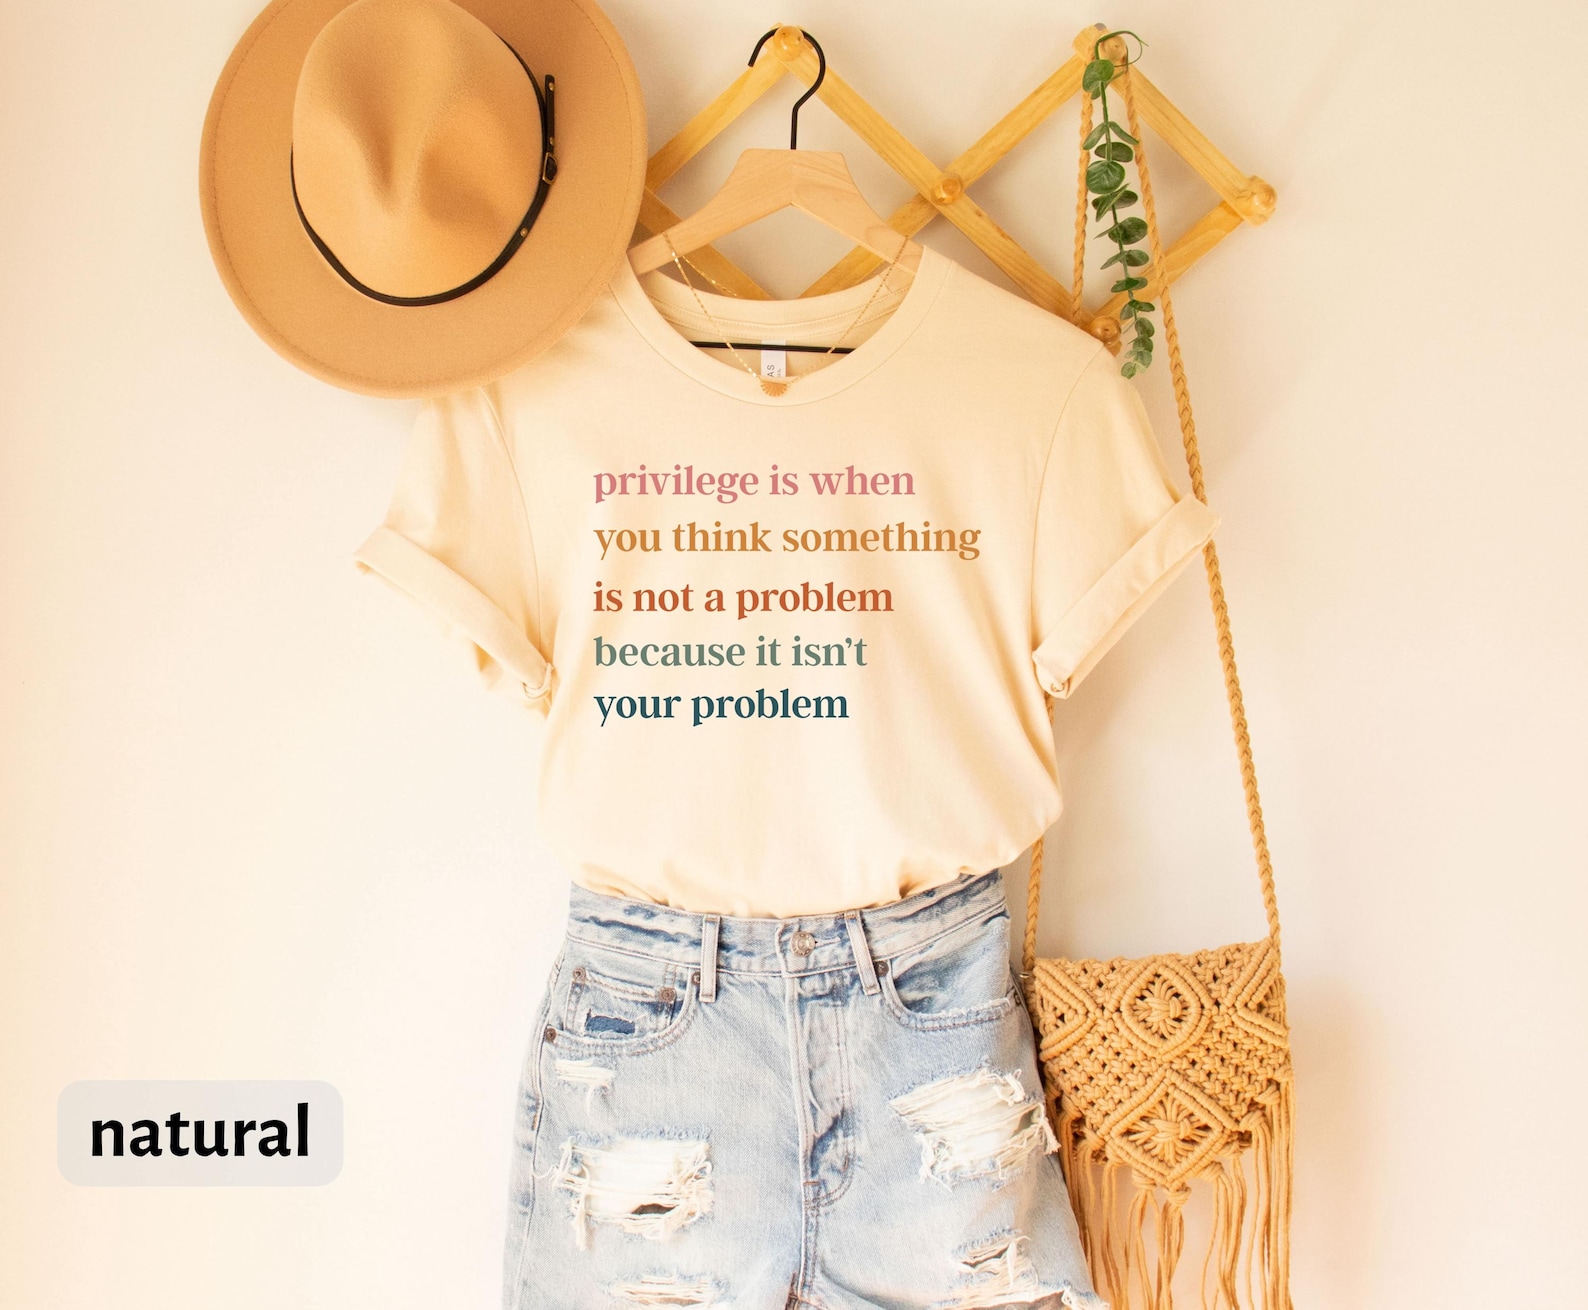 privilege is when
you think something
is not a problem
because it isn't
your problem
natural